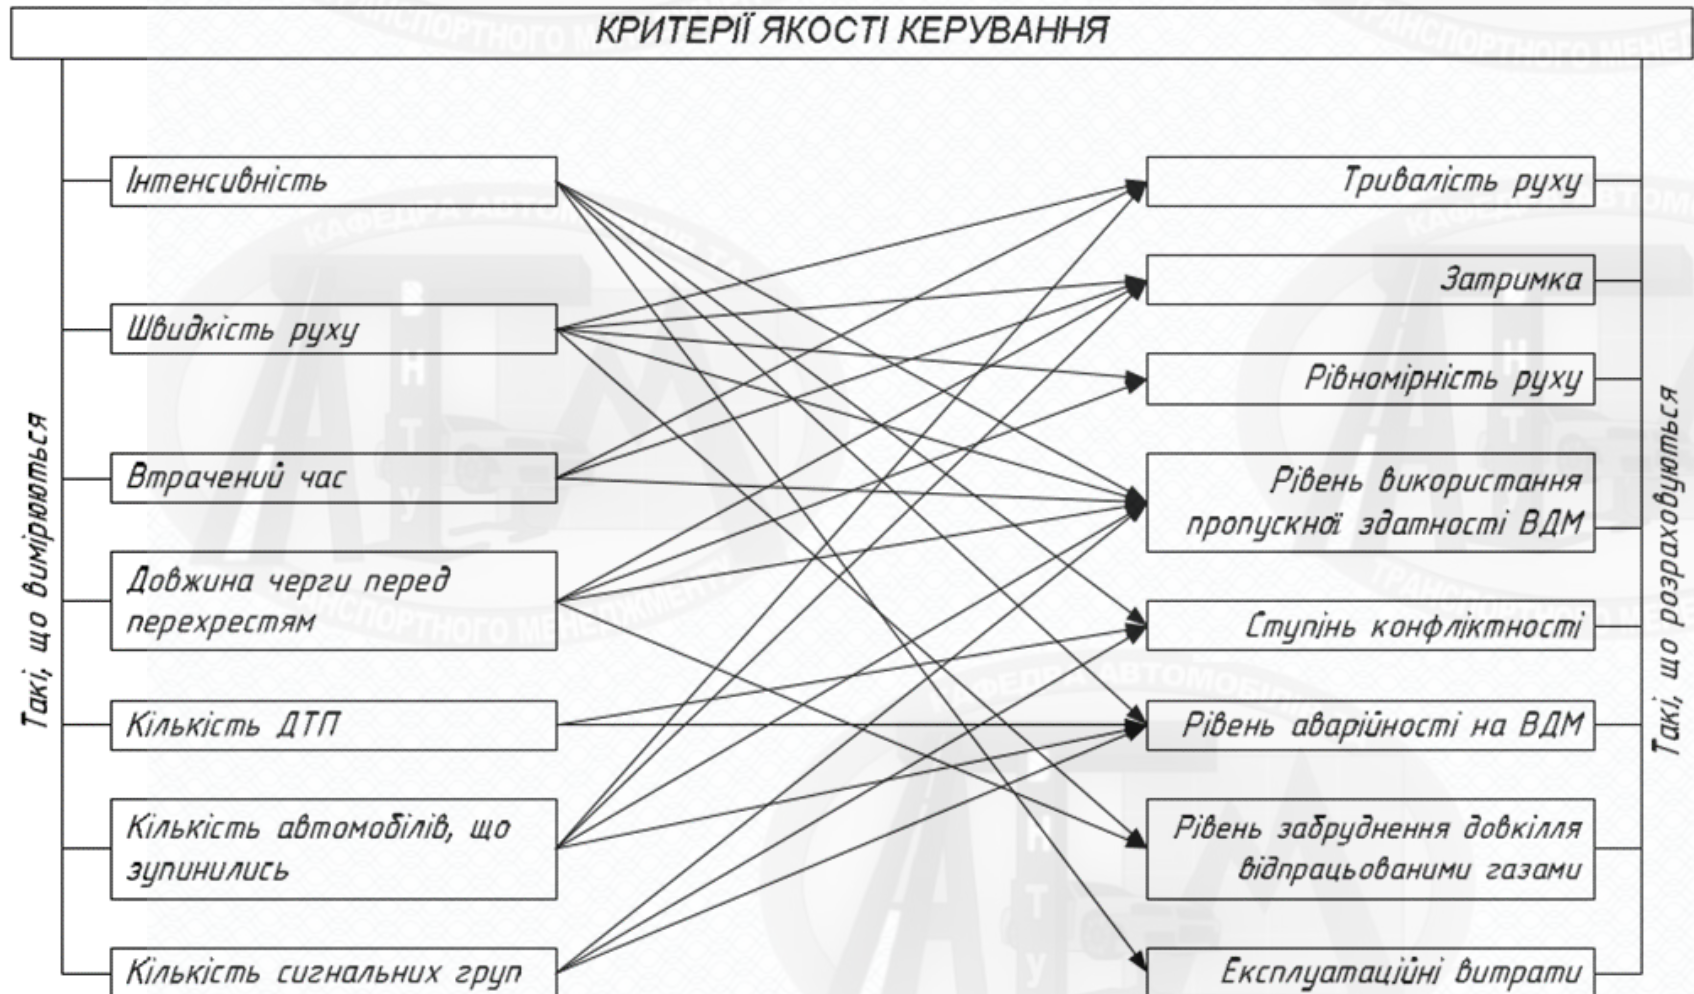 КРИТЕРІЇ ЯКОСТІ КЕРУВАННЯ
Такі, що вимірюються
Інтенсивність
Швидкість руху
Втрачений час
Довжина черги перед
перехрестям
Кількість ДТП
Кількість автомобілів, що
зупинились
Кількість сигнальних груп
Тривалість руху
Затримка
Рівномірність руху
Рівень використання
пропускної здатності ВДМ
Ступінь конфліктності
Рівень аварійності на ВДМ
Рівень забруднення довкілля
відпрацьованими газами
Експлуатаційні витрати
Такі, що розраховуються